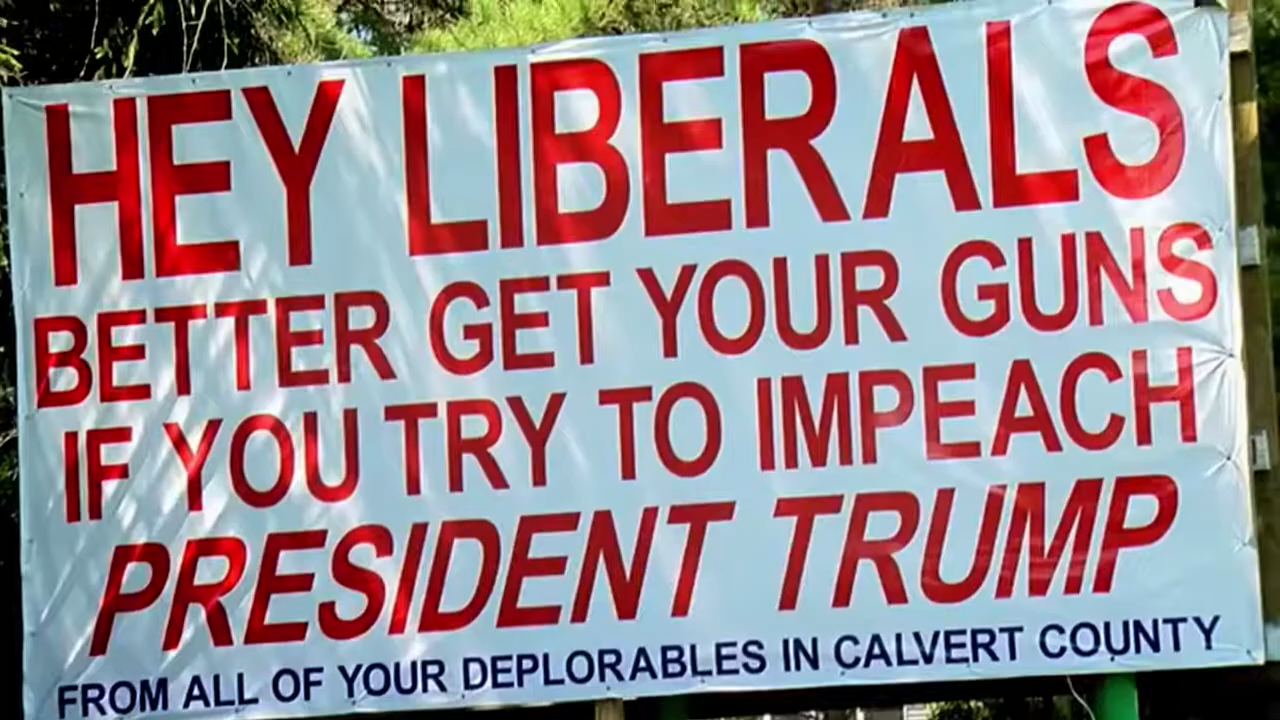 HEY LIBERALS
BETTER GET YOUR GUNS
IF YOU TRY TO IMPEACH
PRESIDENT TRUMP
FROM ALL OF YOUR DEPLORABLES IN CALVERT COUNTY